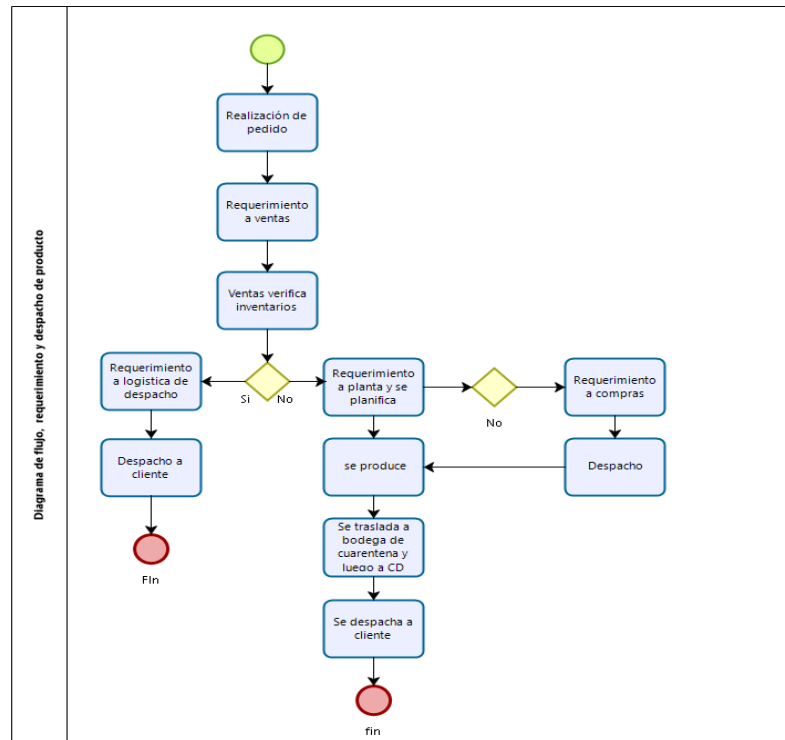 Diagrama de flujo, requerimiento y despacho de producto
Realización de
pedido
Requerimiento
a ventas
Ventas verifica
inventarios
Requerimiento
a logistica de
despacho
Si
No
Requerimiento
a planta y se
planifica
No
Requerimiento
a compras
Despacho a
cliente
se produce
Despacho
Se traslada a
bodega de
cuarentena y
luego a CD
FIn
Se despacha a
cliente
fin